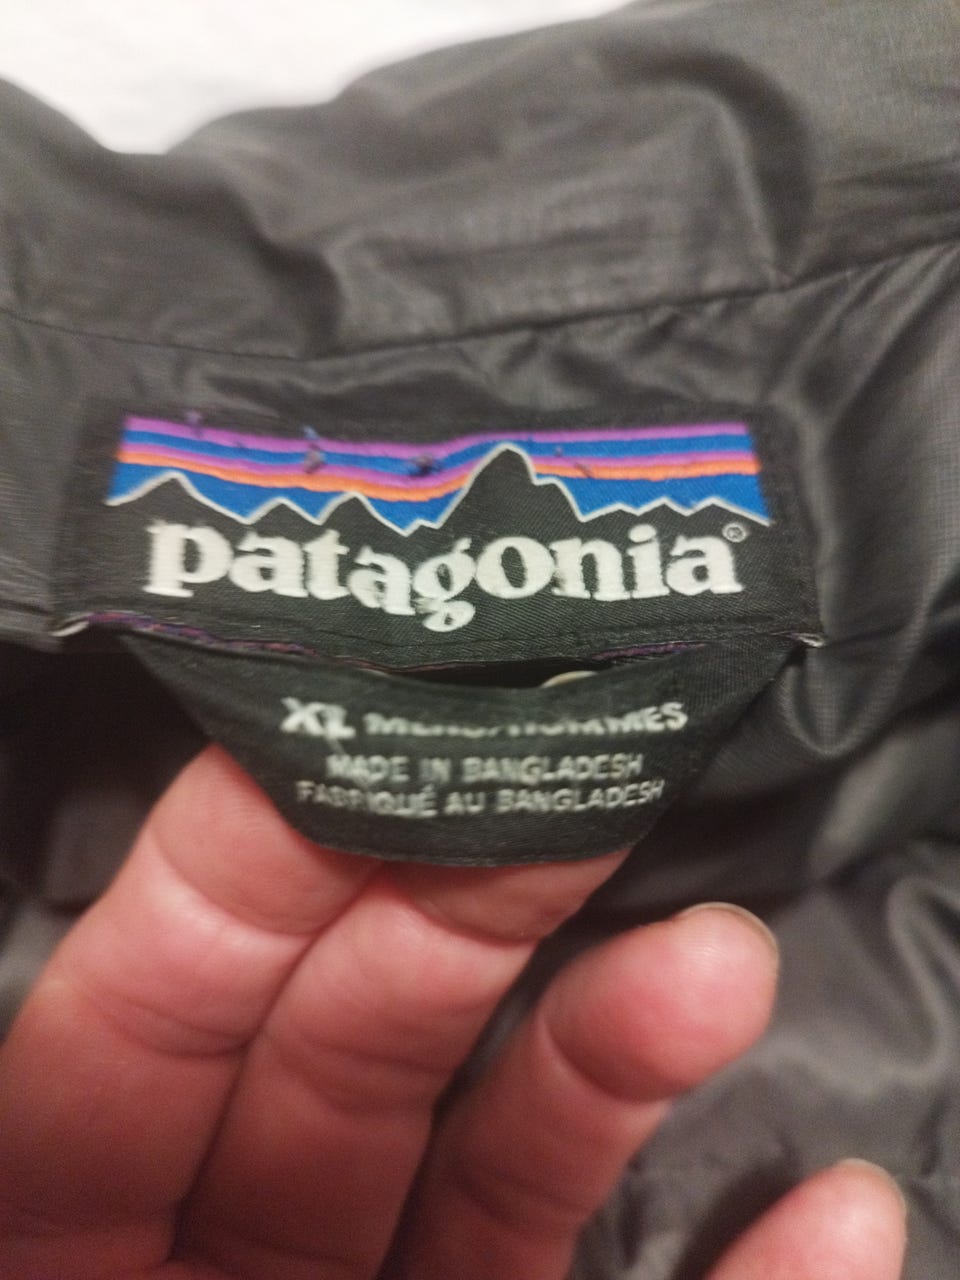 patagonia®
XL MENS/HOMMES
MADE IN BANGLADESH
FABRIQUÉ AU BANGLADESH